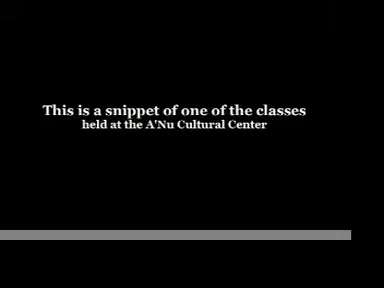 This is a snippet of one of the classes
held at the A'Nu Cultural Center